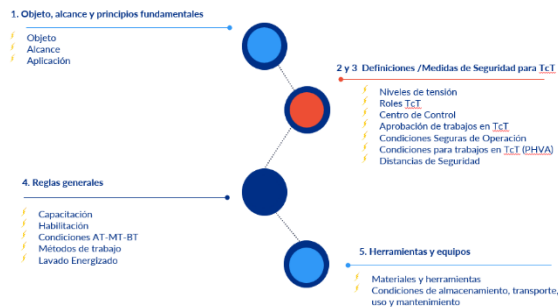 1. Objeto, alcance y principios fundamentales
Objeto
Alcance
Aplicación
2 y 3 Definiciones /Medidas de Seguridad para TcT
Niveles de tensión
Roles TcT
Centro de Control
Aprobación de trabajos en TcT
Condiciones Seguras de Operación
Condiciones para trabajos en TcT (PHVA)
Distancias de Seguridad
4. Reglas generales
Capacitación
Habilitación
Condiciones AT-MT-BT
Métodos de trabajo
Lavado Energizado
5. Herramientas y equipos
Materiales y herramientas
Condiciones de almacenamiento, transporte,
uso y mantenimiento